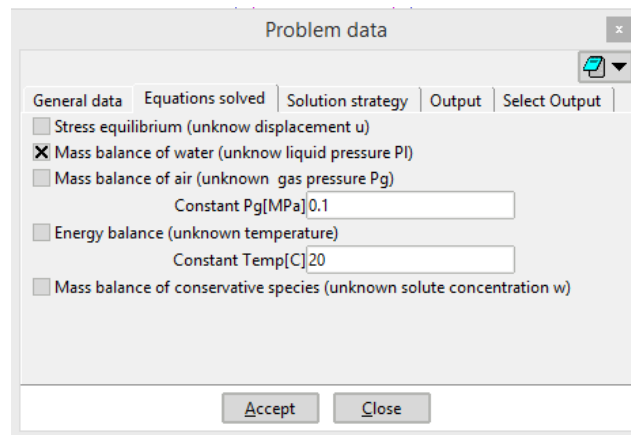 Problem data
x
General data Equations solved Solution strategy Output Select Output
Stress equilibrium (unknow displacement u)
Mass balance of water (unknow liquid pressure Pl)
Mass balance of air (unknown gas pressure Pg)
Constant Pg[MPa] 0.1
Energy balance (unknown temperature)
Constant Temp[C] 20
Mass balance of conservative species (unknown solute concentration w)
Accept Close